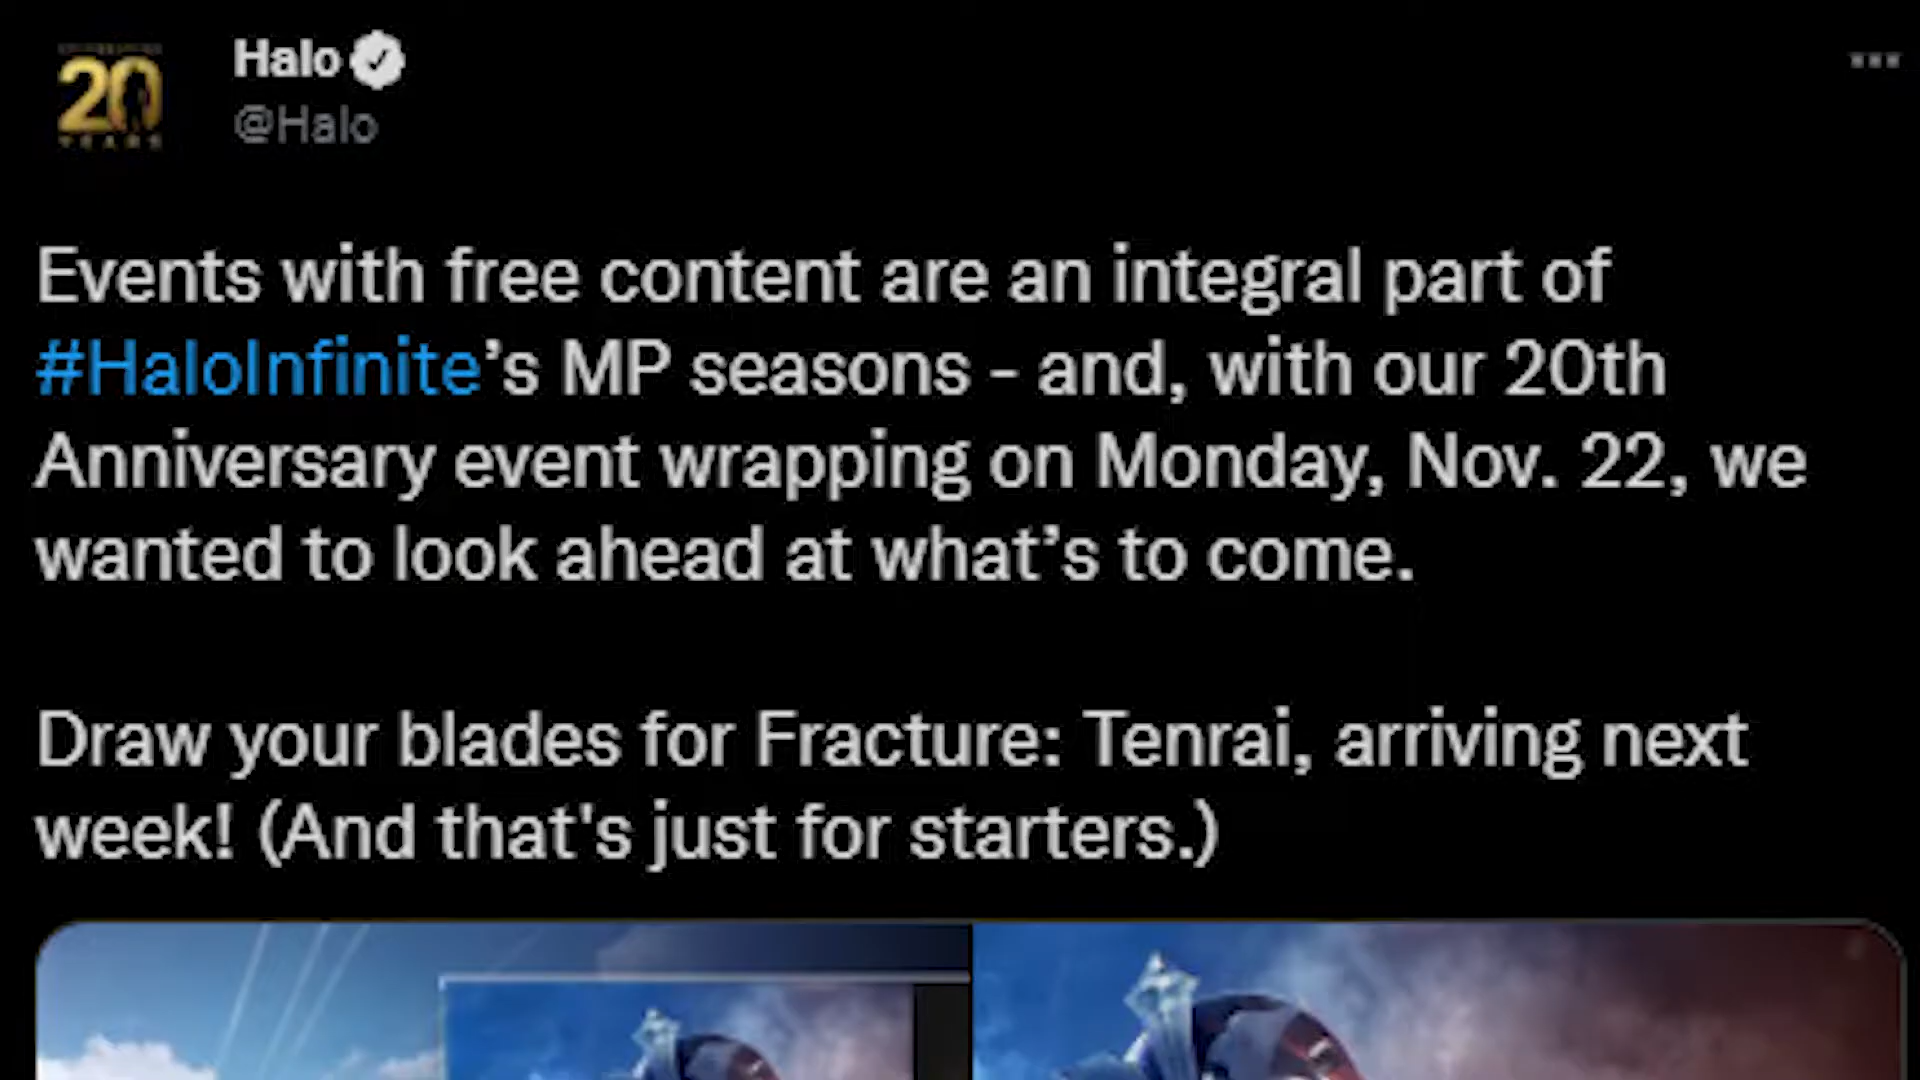 Halo
@Halo
20
YEARS
Events with free content are an integral part of
#HaloInfinite’s MP seasons - and, with our 20th
Anniversary event wrapping on Monday, Nov. 22, we
wanted to look ahead at what’s to come.
Draw your blades for Fracture: Tenrai, arriving next
week! (And that's just for starters.)